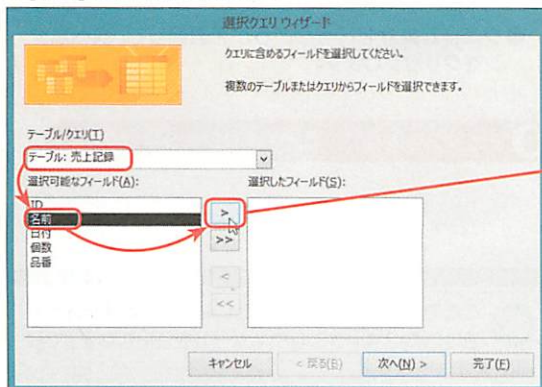 選択クエリ ウィザード
クエリに含めるフィールドを選択してください。
複数のテーブルまたはクエリからフィールドを選択できます。
テーブル/クエリ(T)
テーブル: 売上記録
選択可能なフィールド(A):
選択したフィールド(S):
ID
名前
日付
個数
品番
>
>>
<
<<
キャンセル
< 戻る(B)
次へ(N) >
完了(F)